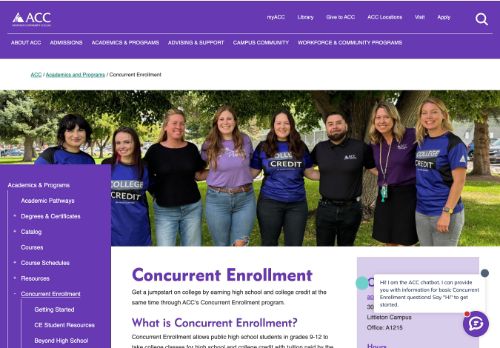 ACC
myACC Library Give to ACC ACC Locations Visit Apply
ABOUT ACC ADMISSIONS ACADEMICS & PROGRAMS ADVISING & SUPPORT CAMPUS COMMUNITY WORKFORCE & COMMUNITY PROGRAMS
ACC / Academics and Programs / Concurrent Enrollment
COLLEGE CREDIT
COLLEGE CREDIT
COLLEGE CREDIT
Academics & Programs
Academic Pathways
Degrees & Certificates
Catalog
Courses
Course Schedules
Resources
Concurrent Enrollment
Getting Started
CE Student Resources
Beyond High School
Concurrent Enrollment
Get a jumpstart on college by earning high school and college credit at the
same time through ACC's Concurrent Enrollment program.
What is Concurrent Enrollment?
Concurrent Enrollment allows public high school students in grades 9-12 to
take college classes for high school and college credit with tuition paid by the
Littleton Campus
Office: A1215
Hours
Hi! I am the ACC chatbot. I can provide
you with information for basic Concurrent
Enrollment questions! Say "Hi" to get
started.